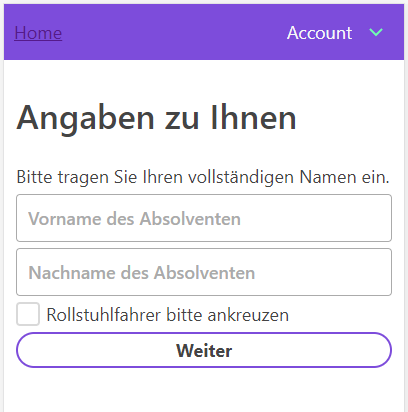 Home Account
Angaben zu Ihnen
Bitte tragen Sie Ihren vollständigen Namen ein.
Vorname des Absolventen
Nachname des Absolventen
Rollstuhlfahrer bitte ankreuzen
Weiter